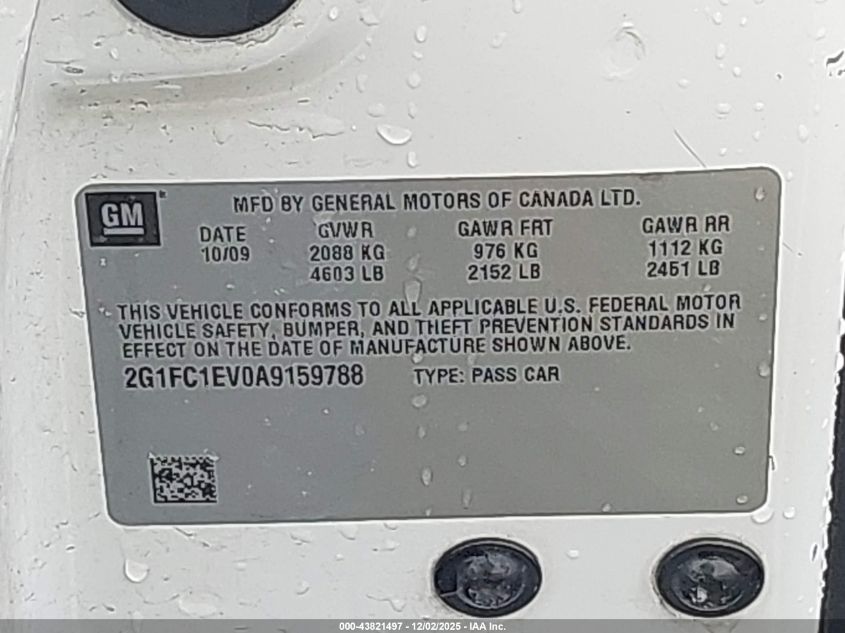 GM
MFD BY GENERAL MOTORS OF CANADA LTD.
DATE GVWR GAWR FRT GAWR RR
10/09 2088 KG 976 KG 1112 KG
4603 LB 2152 LB 2451 LB
THIS VEHICLE CONFORMS TO ALL APPLICABLE U.S. FEDERAL MOTOR
VEHICLE SAFETY, BUMPER, AND THEFT PREVENTION STANDARDS IN
EFFECT ON THE DATE OF MANUFACTURE SHOWN ABOVE.
2G1FC1EV0A9159788 TYPE: PASS CAR
000-43821497 - 12/02/2025 - IAA Inc.